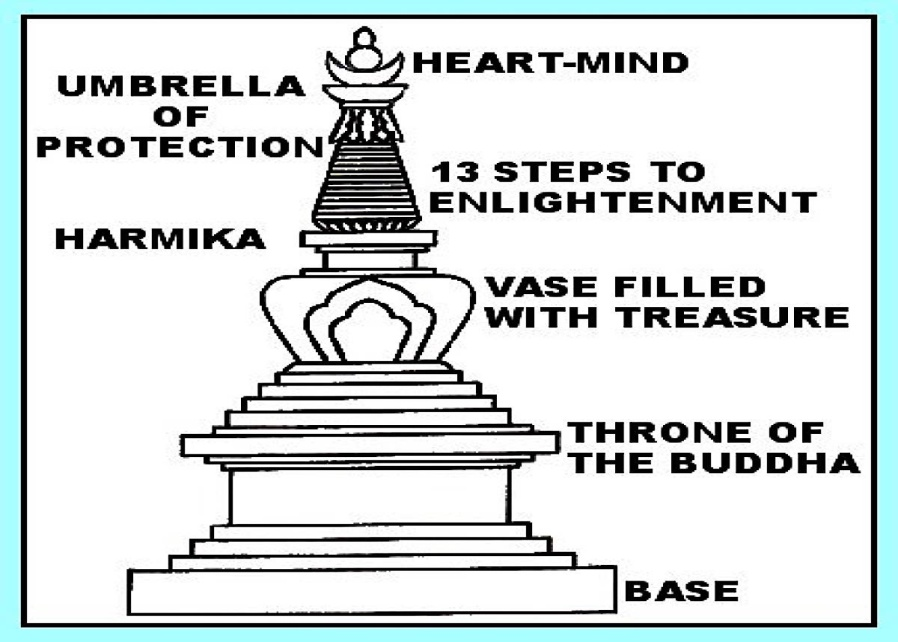 HEART-MIND
UMBRELLA
OF
PROTECTION
13 STEPS TO
ENLIGHTENMENT
HARMIKA
VASE FILLED
WITH TREASURE
THRONE OF
THE BUDDHA
BASE